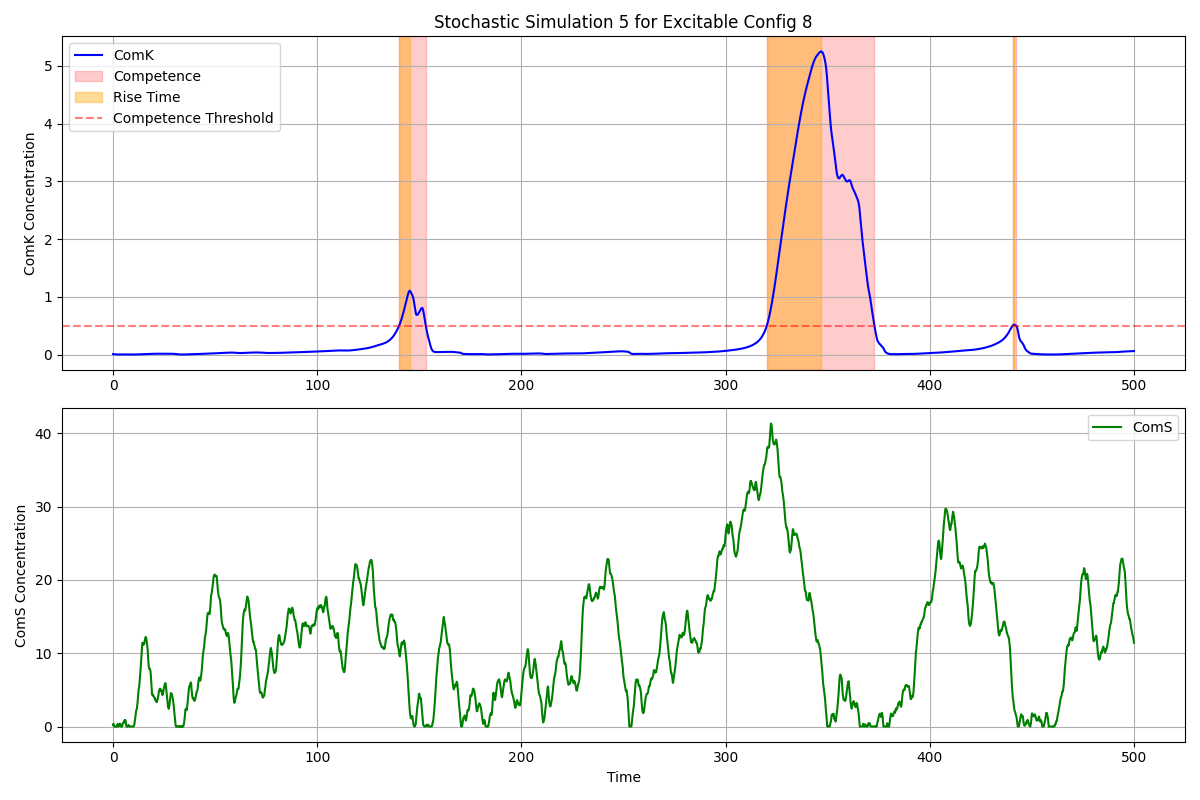 Stochastic Simulation 5 for Excitable Config 8
ComK Concentration
5
4
3
2
1
0
ComK
Competence
Rise Time
Competence Threshold
0 100 200 300 400 500
ComS Concentration
40
30
20
10
0
ComS
0 100 200 300 400 500
Time